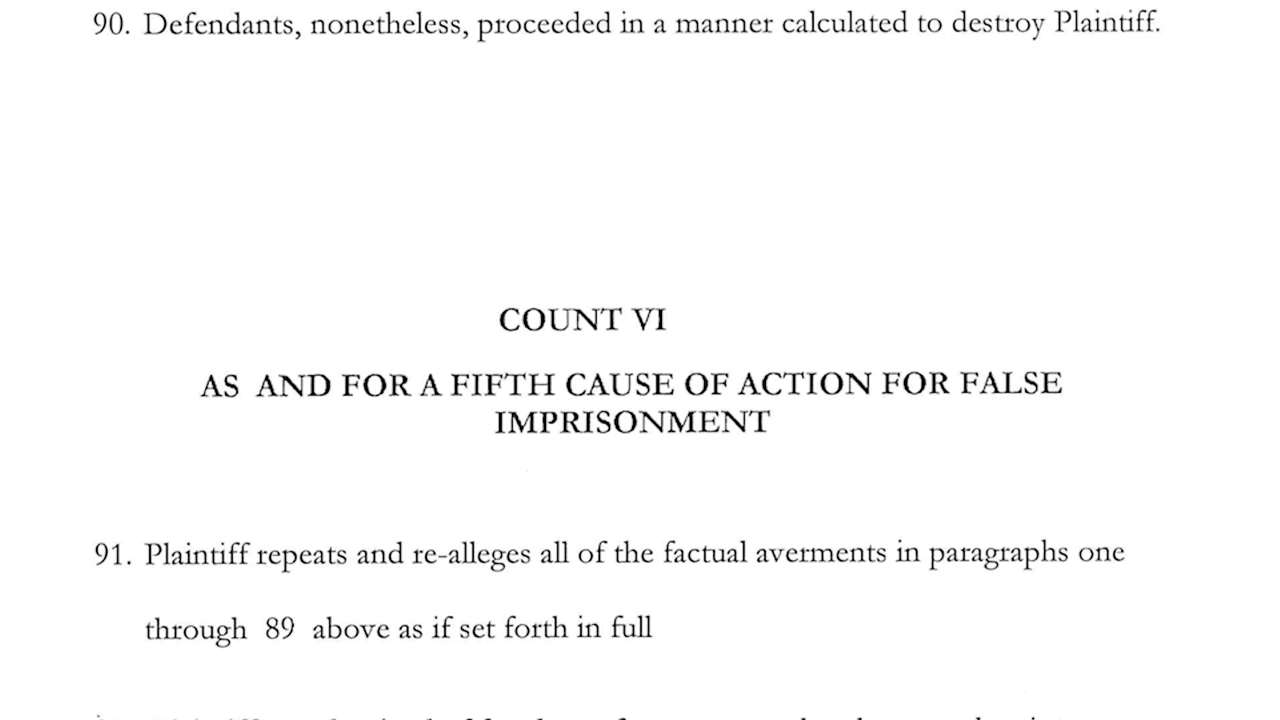 90. Defendants, nonetheless, proceeded in a manner calculated to destroy Plaintiff.
COUNT VI
AS AND FOR A FIFTH CAUSE OF ACTION FOR FALSE
IMPRISONMENT
91. Plaintiff repeats and re-alleges all of the factual averments in paragraphs one
through 89 above as if set forth in full